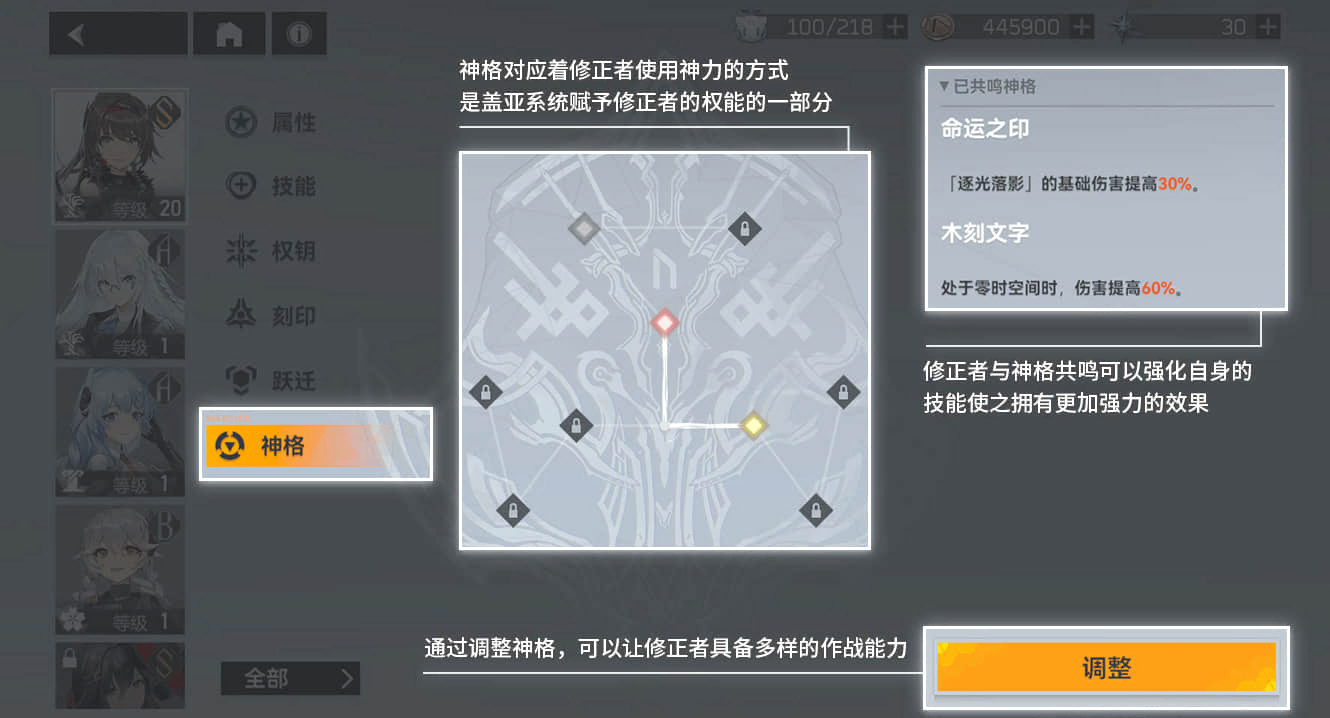 100/218
445900
30
神格对应着修正者使用神力的方式
是盖亚系统赋予修正者的权能的一部分
S
等级 20
A
等级 1
A
等级 1
B
等级 1
S
属性
技能
权钥
刻印
跃迁
神格
全部
▼已共鸣神格
命运之印
「逐光落影」的基础伤害提高30%。
木刻文字
处于零时空间时，伤害提高60%。
修正者与神格共鸣可以强化自身的
技能使之拥有更加强力的效果
通过调整神格，可以让修正者具备多样的作战能力
调整